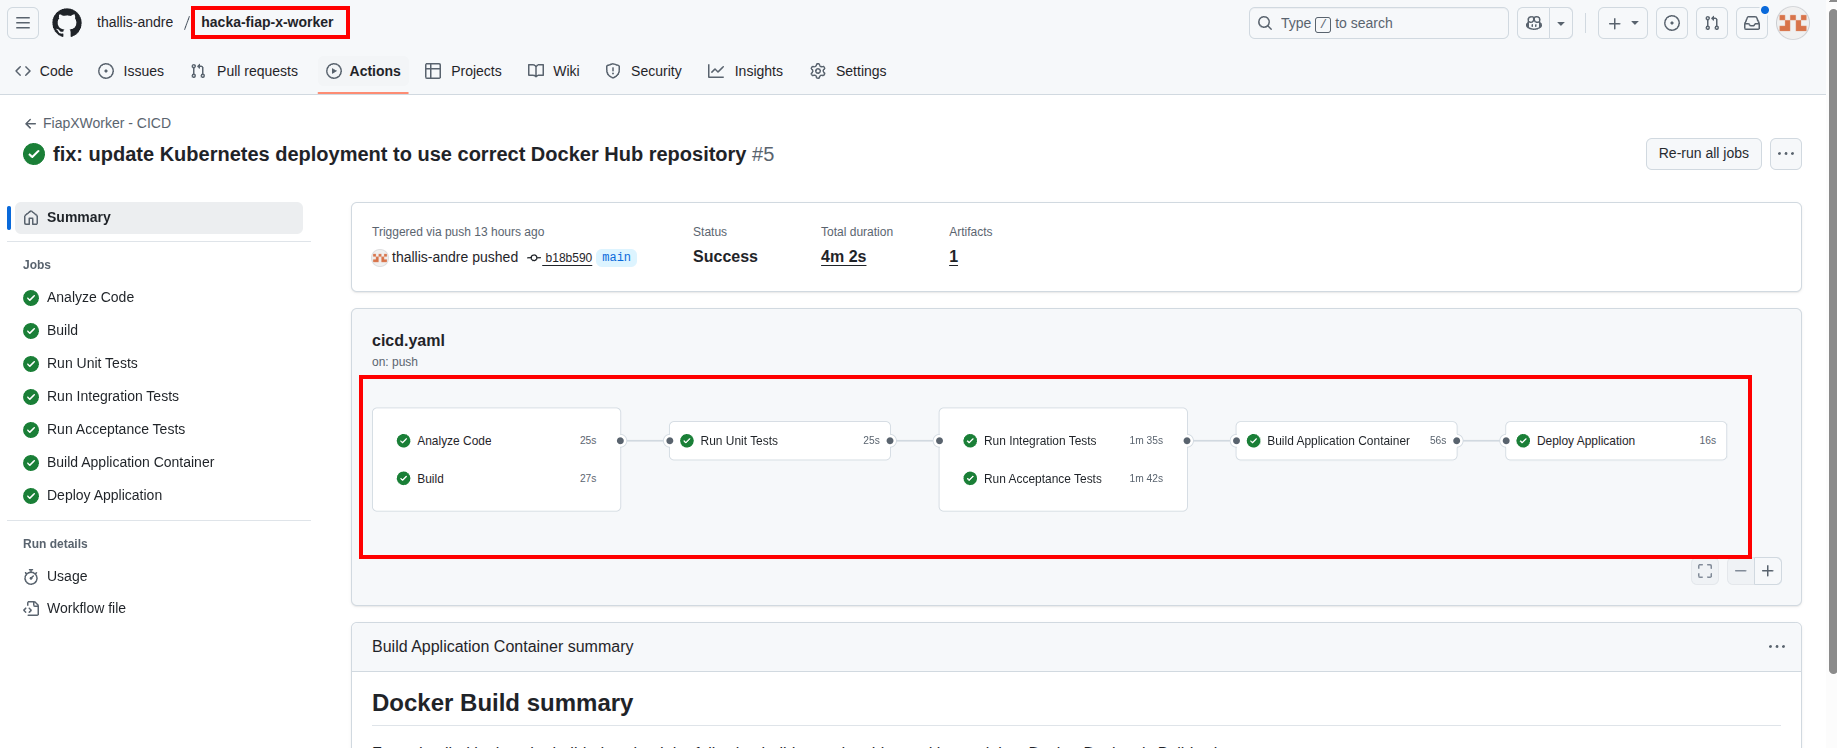 thallis-andre / hacka-fiap-x-worker
Type / to search
Code Issues Pull requests Actions Projects Wiki Security Insights Settings
FiapXWorker - CICD
fix: update Kubernetes deployment to use correct Docker Hub repository #5
Re-run all jobs
Summary
Jobs
Analyze Code
Build
Run Unit Tests
Run Integration Tests
Run Acceptance Tests
Build Application Container
Deploy Application
Run details
Usage
Workflow file
Triggered via push 13 hours ago
thallis-andre pushed b18b590 main
Status
Success
Total duration
4m 2s
Artifacts
1
cicd.yaml
on: push
Analyze Code 25s
Build 27s
Run Unit Tests 25s
Run Integration Tests 1m 35s
Run Acceptance Tests 1m 42s
Build Application Container 56s
Deploy Application 16s
Build Application Container summary
Docker Build summary